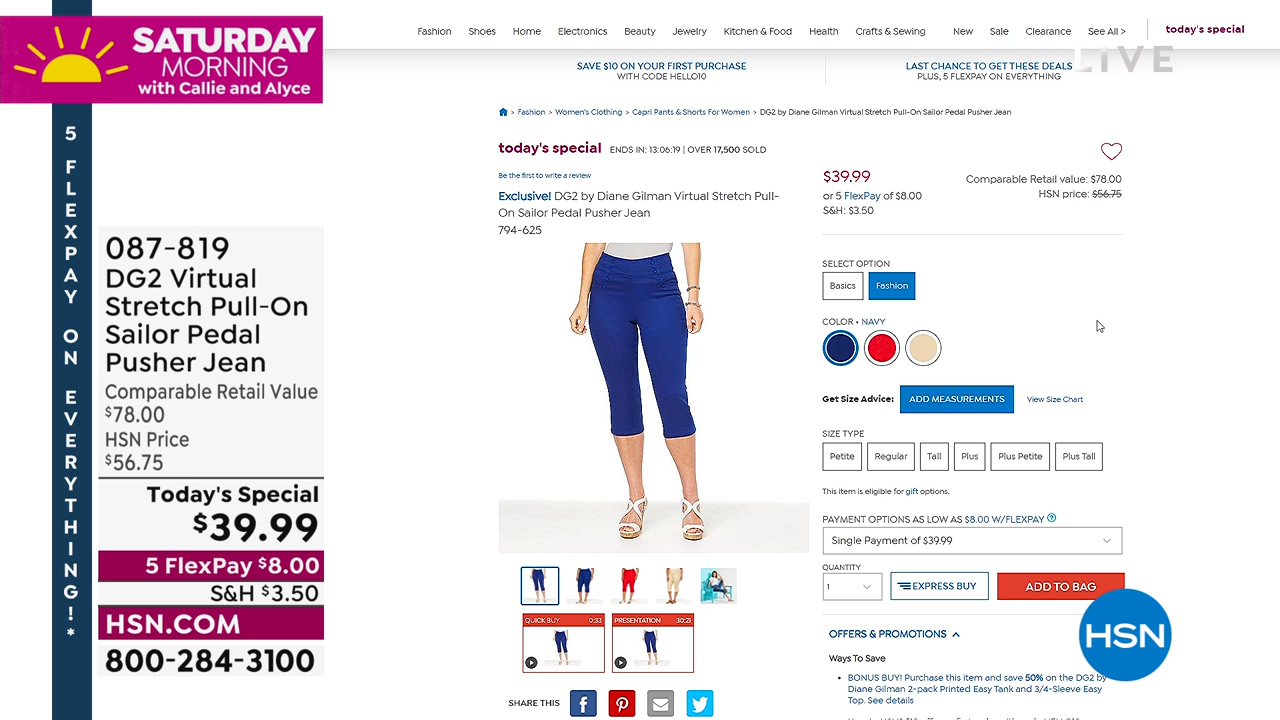 SATURDAY
MORNING
with Callie and Alyce
5 FLEXPAY ON EVERYTHING!*
087-819
DG2 Virtual
Stretch Pull-On
Sailor Pedal
Pusher Jean
Comparable Retail Value
$78.00
HSN Price
$56.75
Today's Special
$39.99
5 FlexPay $8.00
S&H $3.50
HSN.COM
800-284-3100
Fashion Shoes Home Electronics Beauty Jewelry Kitchen & Food Health Crafts & Sewing New Sale Clearance See All > today's special
LIVE
SAVE $10 ON YOUR FIRST PURCHASE
WITH CODE HELLO10
LAST CHANCE TO GET THESE DEALS
PLUS, 5 FLEXPAY ON EVERYTHING
> Fashion > Women's Clothing > Capri Pants & Shorts For Women > DG2 by Diane Gilman Virtual Stretch Pull-On Sailor Pedal Pusher Jean
today's special ENDS IN: 13:06:19 | OVER 17,500 SOLD
Be the first to write a review
Exclusive! DG2 by Diane Gilman Virtual Stretch Pull-
On Sailor Pedal Pusher Jean
794-625
QUICK BUY 0:33
PRESENTATION 30:21
SHARE THIS
$39.99
or 5 FlexPay of $8.00
S&H: $3.50
Comparable Retail value: $78.00
HSN price: $56.75
SELECT OPTION
Basics Fashion
COLOR • NAVY
Get Size Advice: ADD MEASUREMENTS View Size Chart
SIZE TYPE
Petite Regular Tall Plus Plus Petite Plus Tall
This item is eligible for gift options.
PAYMENT OPTIONS AS LOW AS $8.00 W/FLEXPAY ?
Single Payment of $39.99
QUANTITY
1 EXPRESS BUY ADD TO BAG
OFFERS & PROMOTIONS
HSN
Ways To Save
• BONUS BUY! Purchase this item and save 50% on the DG2 by
Diane Gilman 2-pack Printed Easy Tank and 3/4-Sleeve Easy
Top. See details